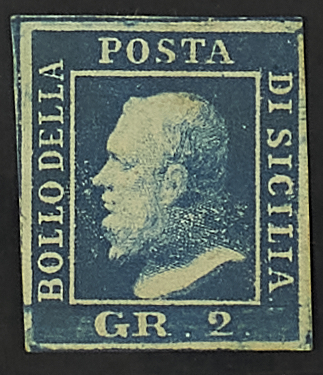 BOLLO DELLA
POSTA
DI SICILIA
GR. 2.